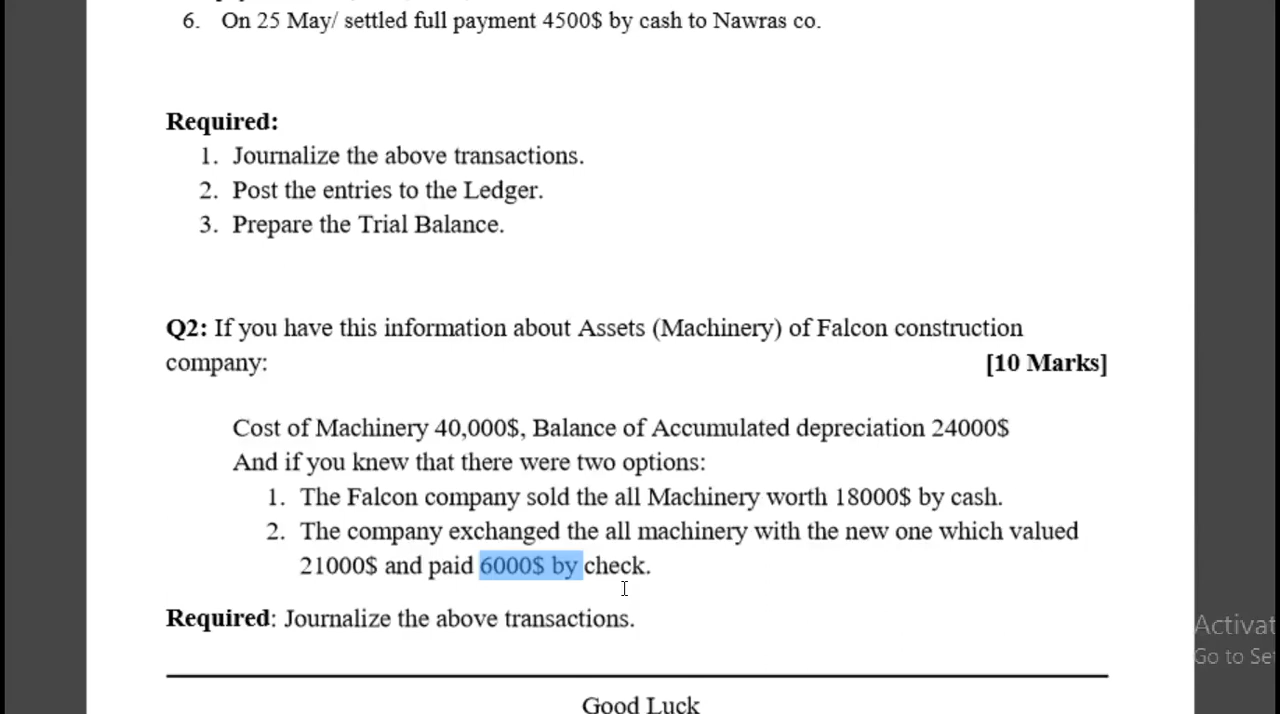 6. On 25 May/ settled full payment 4500$ by cash to Nawras co.
Required:
1. Journalize the above transactions.
2. Post the entries to the Ledger.
3. Prepare the Trial Balance.
Q2: If you have this information about Assets (Machinery) of Falcon construction
company: [10 Marks]
Cost of Machinery 40,000$, Balance of Accumulated depreciation 24000$
And if you knew that there were two options:
1. The Falcon company sold the all Machinery worth 18000$ by cash.
2. The company exchanged the all machinery with the new one which valued
21000$ and paid 6000$ by check.
Required: Journalize the above transactions.
Activat
Go to Se
Good Luck